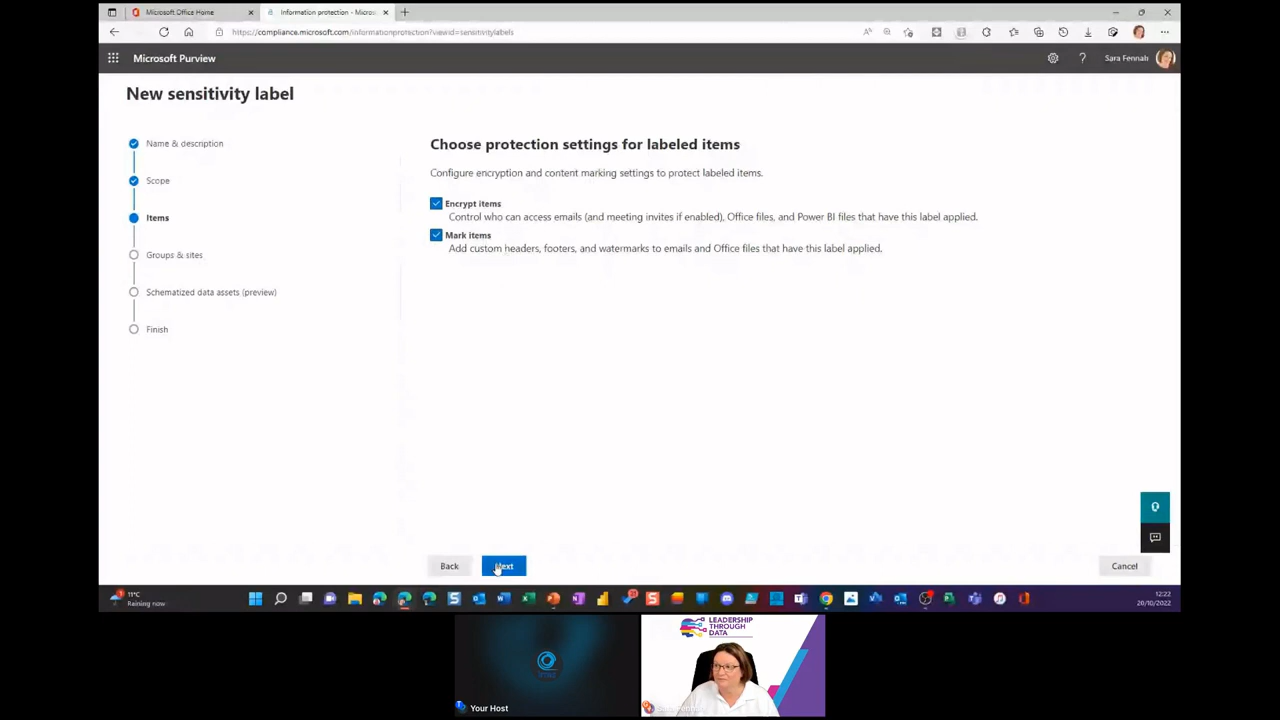 Microsoft Office Home
Information protection - Micros
https://compliance.microsoft.com/informationprotection?viewid=sensitivitylabels
Microsoft Purview
Sara Fennah
New sensitivity label
Name & description
Scope
Items
Groups & sites
Schematized data assets (preview)
Finish
Choose protection settings for labeled items
Configure encryption and content marking settings to protect labeled items.
Encrypt items
Control who can access emails (and meeting invites if enabled), Office files, and Power BI files that have this label applied.
Mark items
Add custom headers, footers, and watermarks to emails and Office files that have this label applied.
Back
Next
Cancel
11°C
Raining now
12:22
20/10/2022
LEADERSHIP
THROUGH
DATA
Your Host